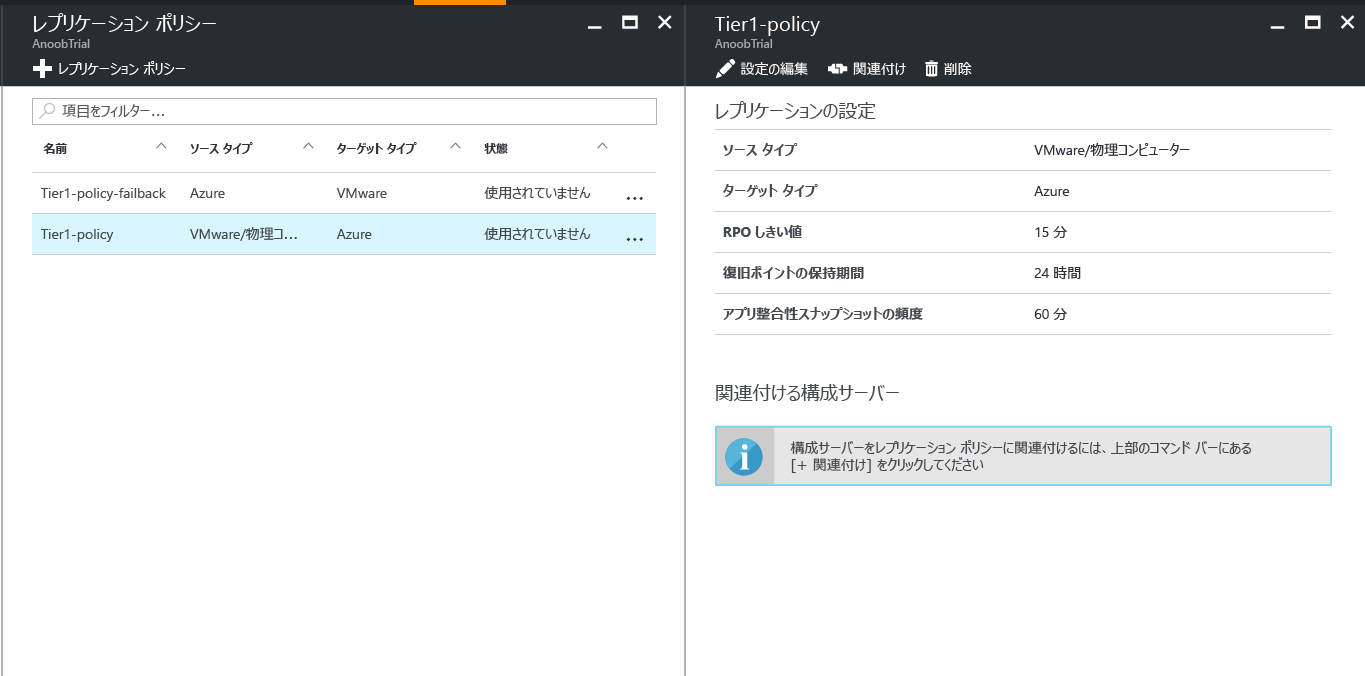 レプリケーション ポリシー
AnoobTrial
レプリケーション ポリシー
項目をフィルター...
名前 ソース タイプ ターゲット タイプ 状態
Tier1-policy-failback Azure VMware 使用されていません ...
Tier1-policy VMware/物理コ... Azure 使用されていません ...
Tier1-policy
AnoobTrial
設定の編集 関連付け 削除
レプリケーションの設定
ソース タイプ VMware/物理コンピューター
ターゲット タイプ Azure
RPO しきい値 15 分
復旧ポイントの保持期間 24 時間
アプリ整合性スナップショットの頻度 60 分
関連付ける構成サーバー
構成サーバーをレプリケーション ポリシーに関連付けるには、上部のコマンド バーにある
[+ 関連付け] をクリックしてください